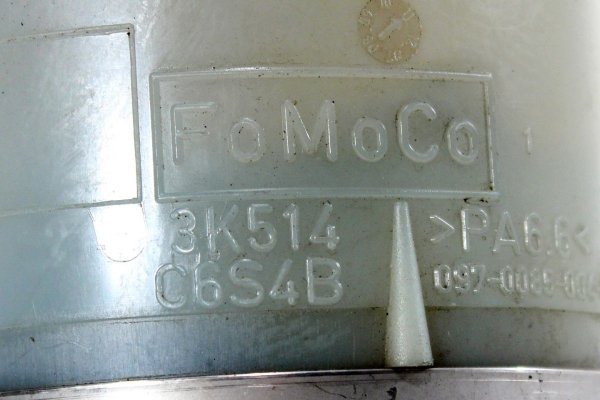 FoMoCo
1
3K514
C6S4B
>PA6.6<